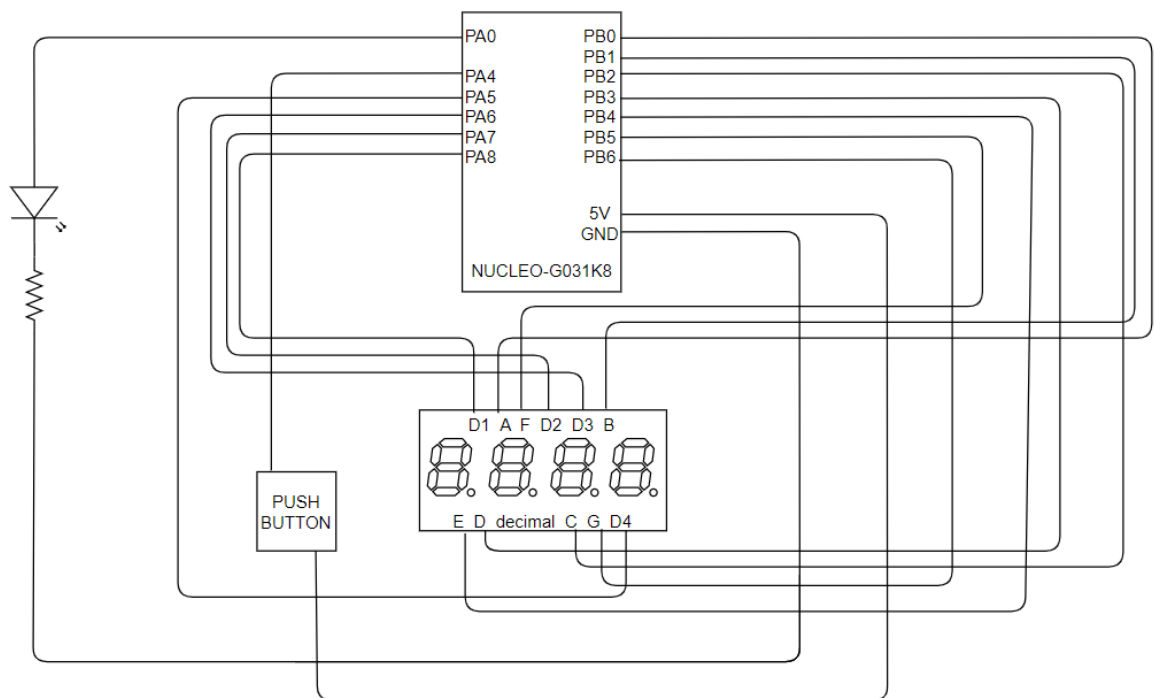 PA0 PB0
PB1
PA4 PB2
PA5 PB3
PA6 PB4
PA7 PB5
PA8 PB6
5V
GND
NUCLEO-G031K8
D1 A F D2 D3 B
E D decimal C G D4
PUSH
BUTTON